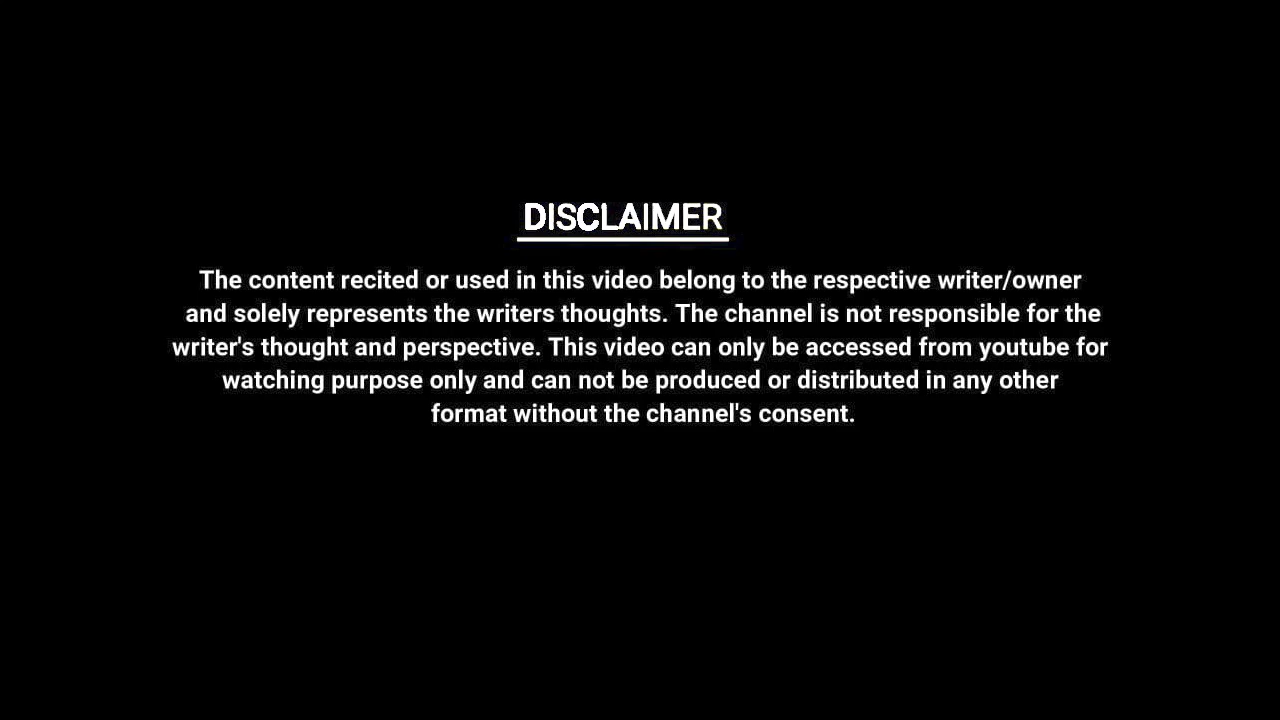 DISCLAIMER
The content recited or used in this video belong to the respective writer/owner
and solely represents the writers thoughts. The channel is not responsible for the
writer's thought and perspective. This video can only be accessed from youtube for
watching purpose only and can not be produced or distributed in any other
format without the channel's consent.